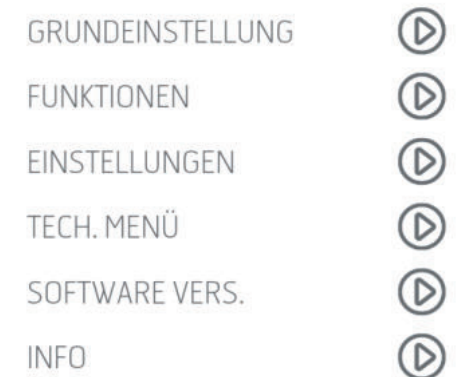 GRUNDEINSTELLUNG
FUNKTIONEN
EINSTELLUNGEN
TECH. MENÜ
SOFTWARE VERS.
INFO